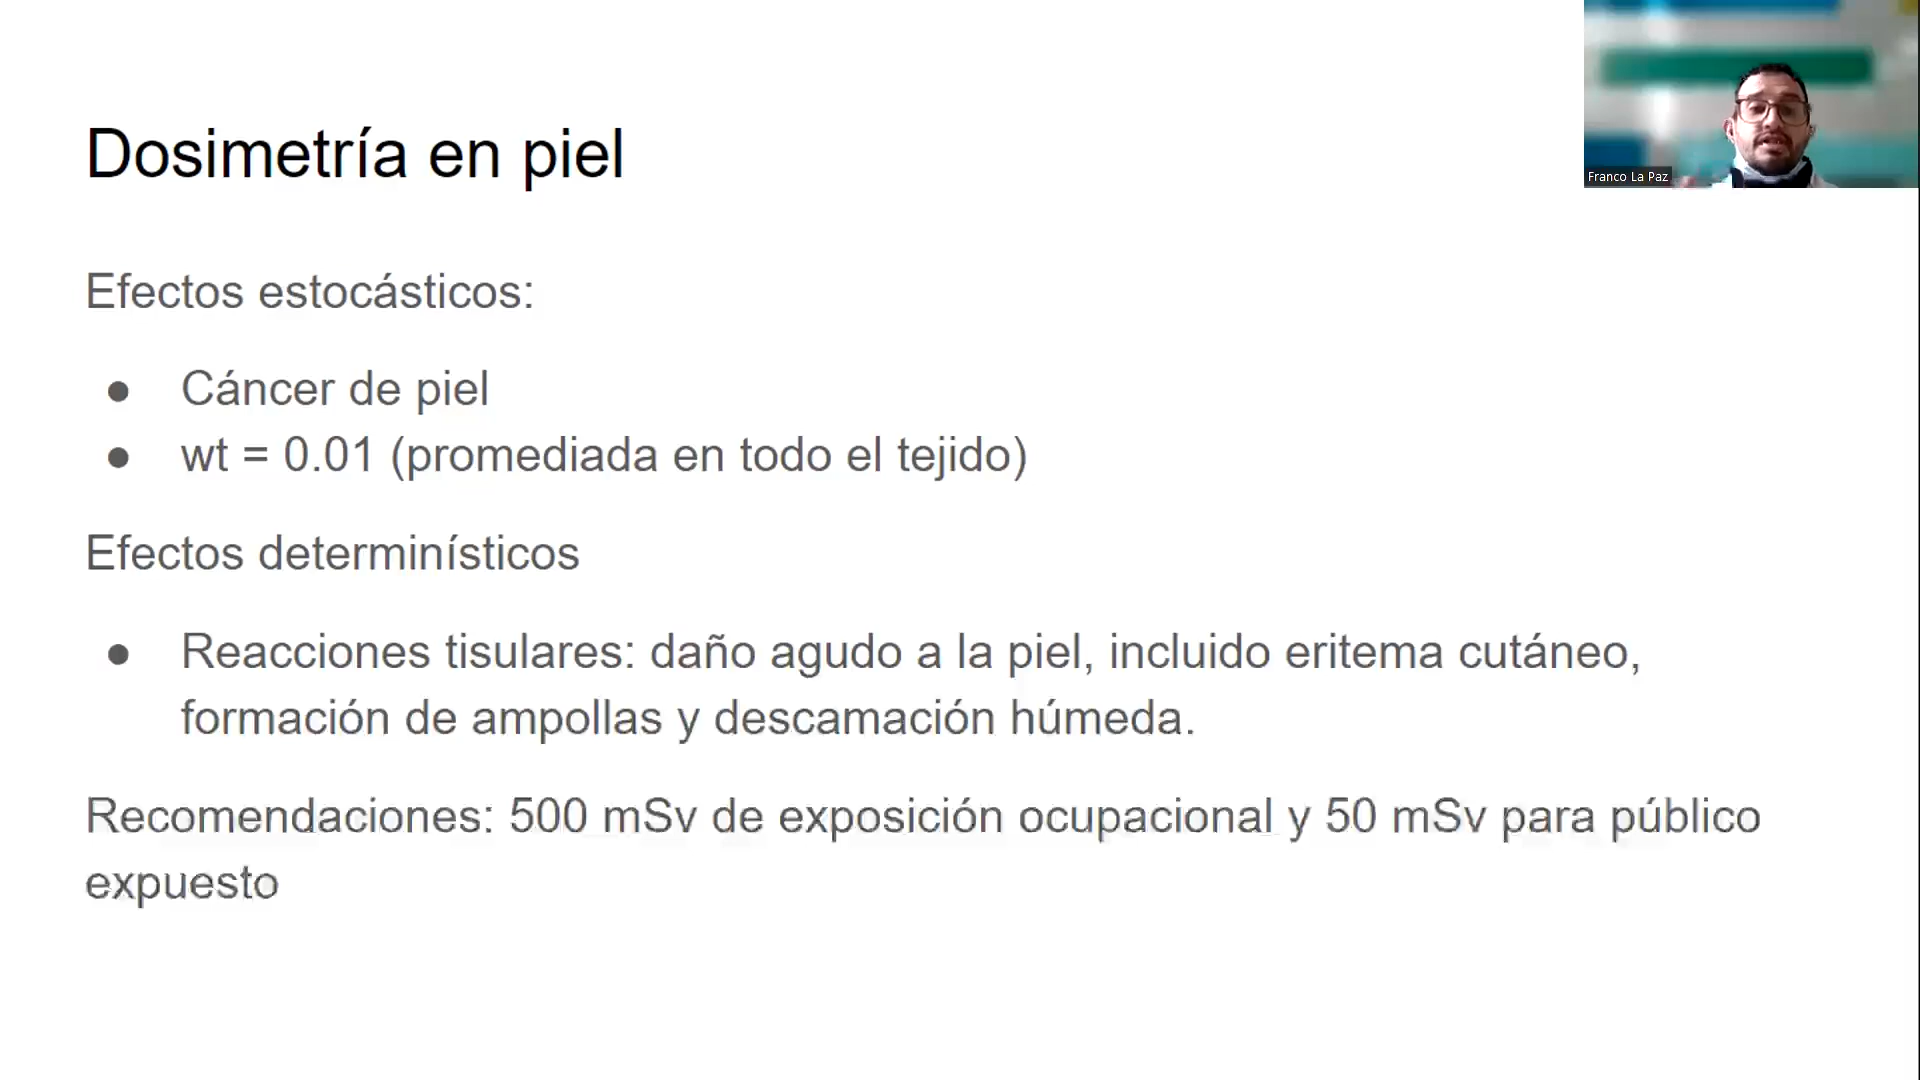 Dosimetría en piel
Franco La Paz
Efectos estocásticos:
● Cáncer de piel
● wt = 0.01 (promediada en todo el tejido)
Efectos determinísticos
● Reacciones tisulares: daño agudo a la piel, incluido eritema cutáneo,
formación de ampollas y descamación húmeda.
Recomendaciones: 500 mSv de exposición ocupacional y 50 mSv para público
expuesto